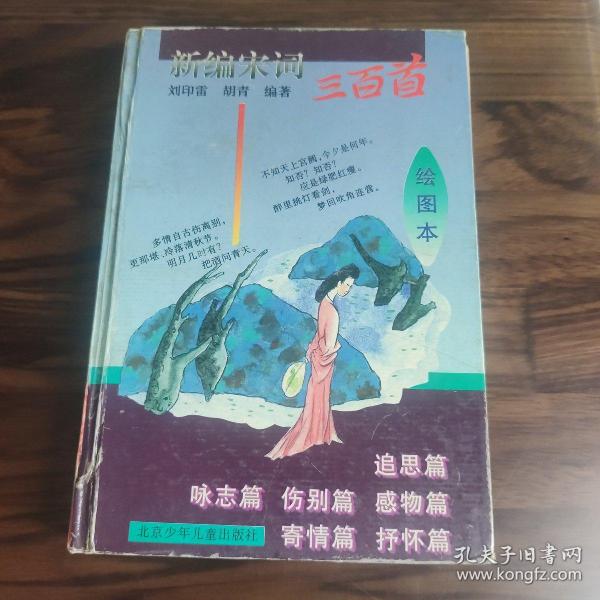 新编宋词
三百首
刘印雷 胡青 编著
绘图本
不知天上宫阙，今夕是何年。
知否？知否？
应是绿肥红瘦。
醉里挑灯看剑，
梦回吹角连营。
多情自古伤离别，
更那堪、冷落清秋节。
明月几时有？
把酒问青天。
追思篇
咏志篇 伤别篇 感物篇
寄情篇 抒怀篇
北京少年儿童出版社
孔夫子旧书网
www.kongfz.com